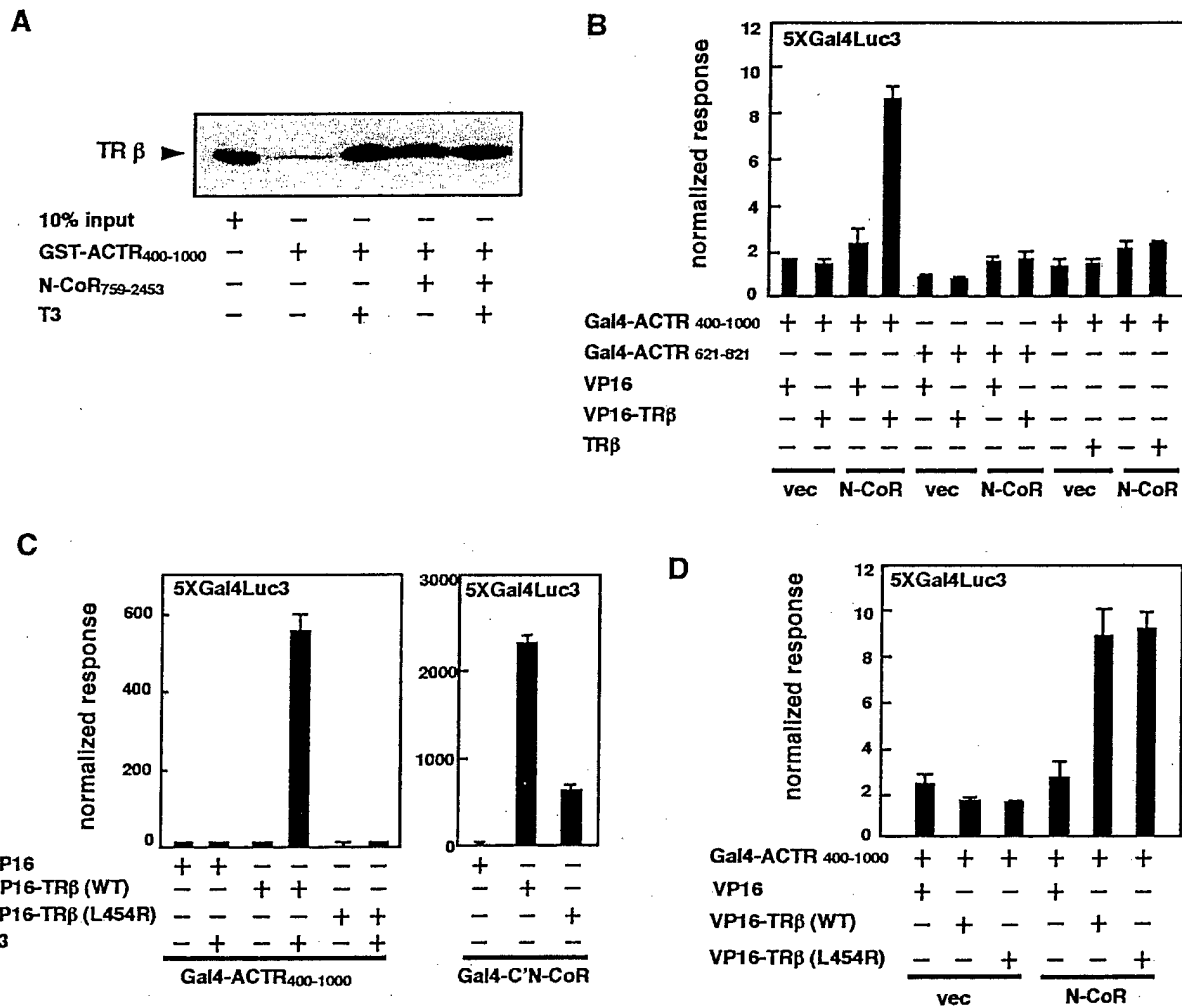 A
TR β
10% input + − − − −
GST-ACTR400-1000 − + + + +
N-CoR759-2453 − − − + +
T3 − − + − +
B
5XGal4Luc3
normalized response
12
10
8
6
4
2
0
Gal4-ACTR 400-1000 + + + + − − − − + + + +
Gal4-ACTR 621-821 − − − − + + + + − − − −
VP16 + − + − + − + − − − − −
VP16-TRβ − + − + − + − + − − − −
TRβ − − − − − − − − − + − +
vec N-CoR vec N-CoR vec N-CoR
C
5XGal4Luc3
normalized response
600
400
200
0
P16 + + − − − −
P16-TRβ (WT) − − + + − −
P16-TRβ (L454R) − − − − + +
3 − + − + − +
Gal4-ACTR400-1000
5XGal4Luc3
3000
2000
1000
0
+ − −
− + −
− − +
− − −
Gal4-C'N-CoR
D
5XGal4Luc3
normalized response
12
10
8
6
4
2
0
Gal4-ACTR 400-1000 + + + + + +
VP16 + − − + − −
VP16-TRβ (WT) − + − − + −
VP16-TRβ (L454R) − − + − − +
vec N-CoR